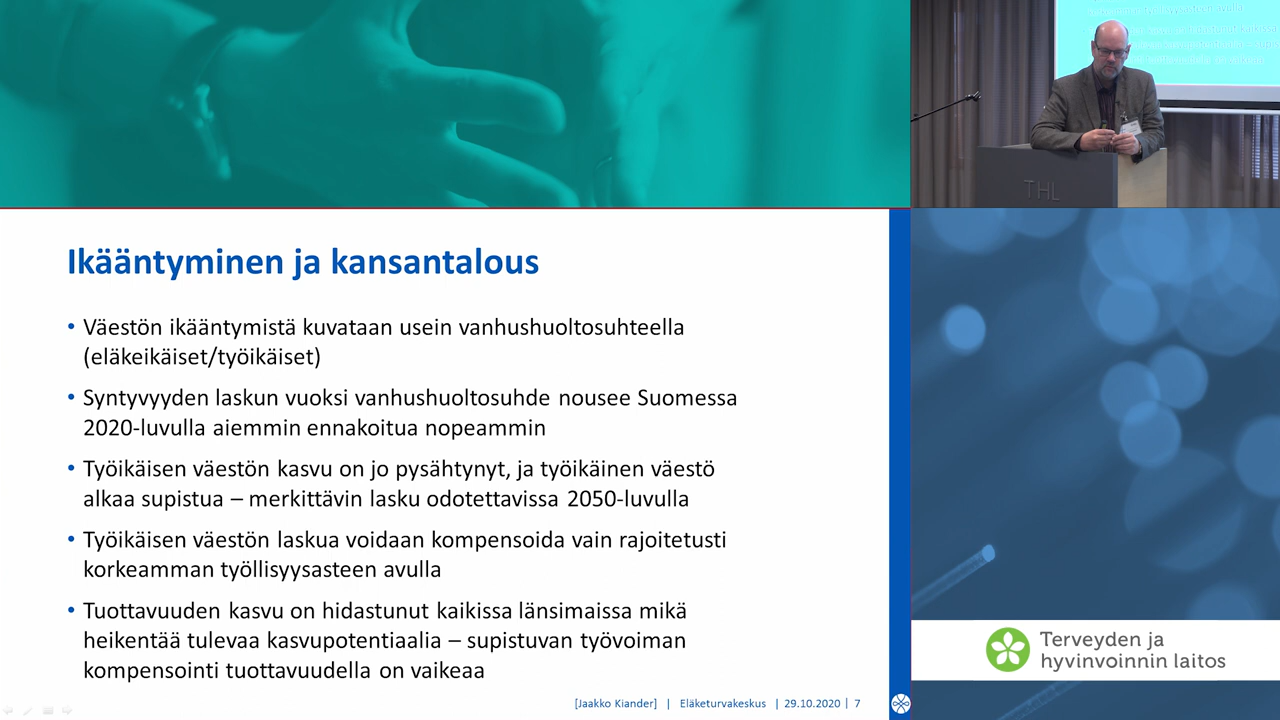 Ikääntyminen ja kansantalous
• Väestön ikääntymistä kuvataan usein vanhushuoltosuhteella
(eläkeikäiset/työikäiset)
• Syntyvyyden laskun vuoksi vanhushuoltosuhde nousee Suomessa
2020-luvulla aiemmin ennakoitua nopeammin
• Työikäisen väestön kasvu on jo pysähtynyt, ja työikäinen väestö
alkaa supistua – merkittävin lasku odotettavissa 2050-luvulla
• Työikäisen väestön laskua voidaan kompensoida vain rajoitetusti
korkeamman työllisyysasteen avulla
• Tuottavuuden kasvu on hidastunut kaikissa länsimaissa mikä
heikentää tulevaa kasvupotentiaalia – supistuvan työvoiman
kompensointi tuottavuudella on vaikeaa
[Jaakko Kiander] | Eläketurvakeskus | 29.10.2020 | 7
THL
Terveyden ja
hyvinvoinnin laitos